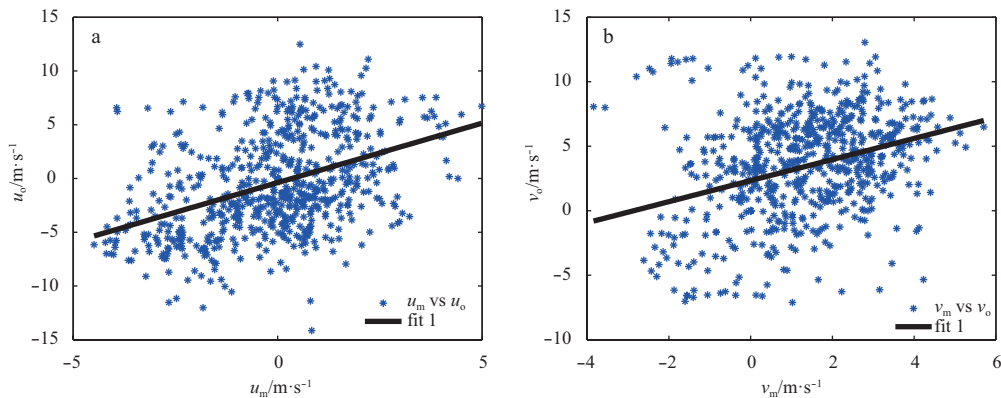 a
15
10
5
0
–5
–10
–15
uₒ/m·s⁻¹
–5
0
5
uₘ/m·s⁻¹
uₘ vs uₒ
fit 1
b
15
10
5
0
–5
–10
vₒ/m·s⁻¹
–4
–2
0
2
4
6
vₘ/m·s⁻¹
vₘ vs vₒ
fit 1